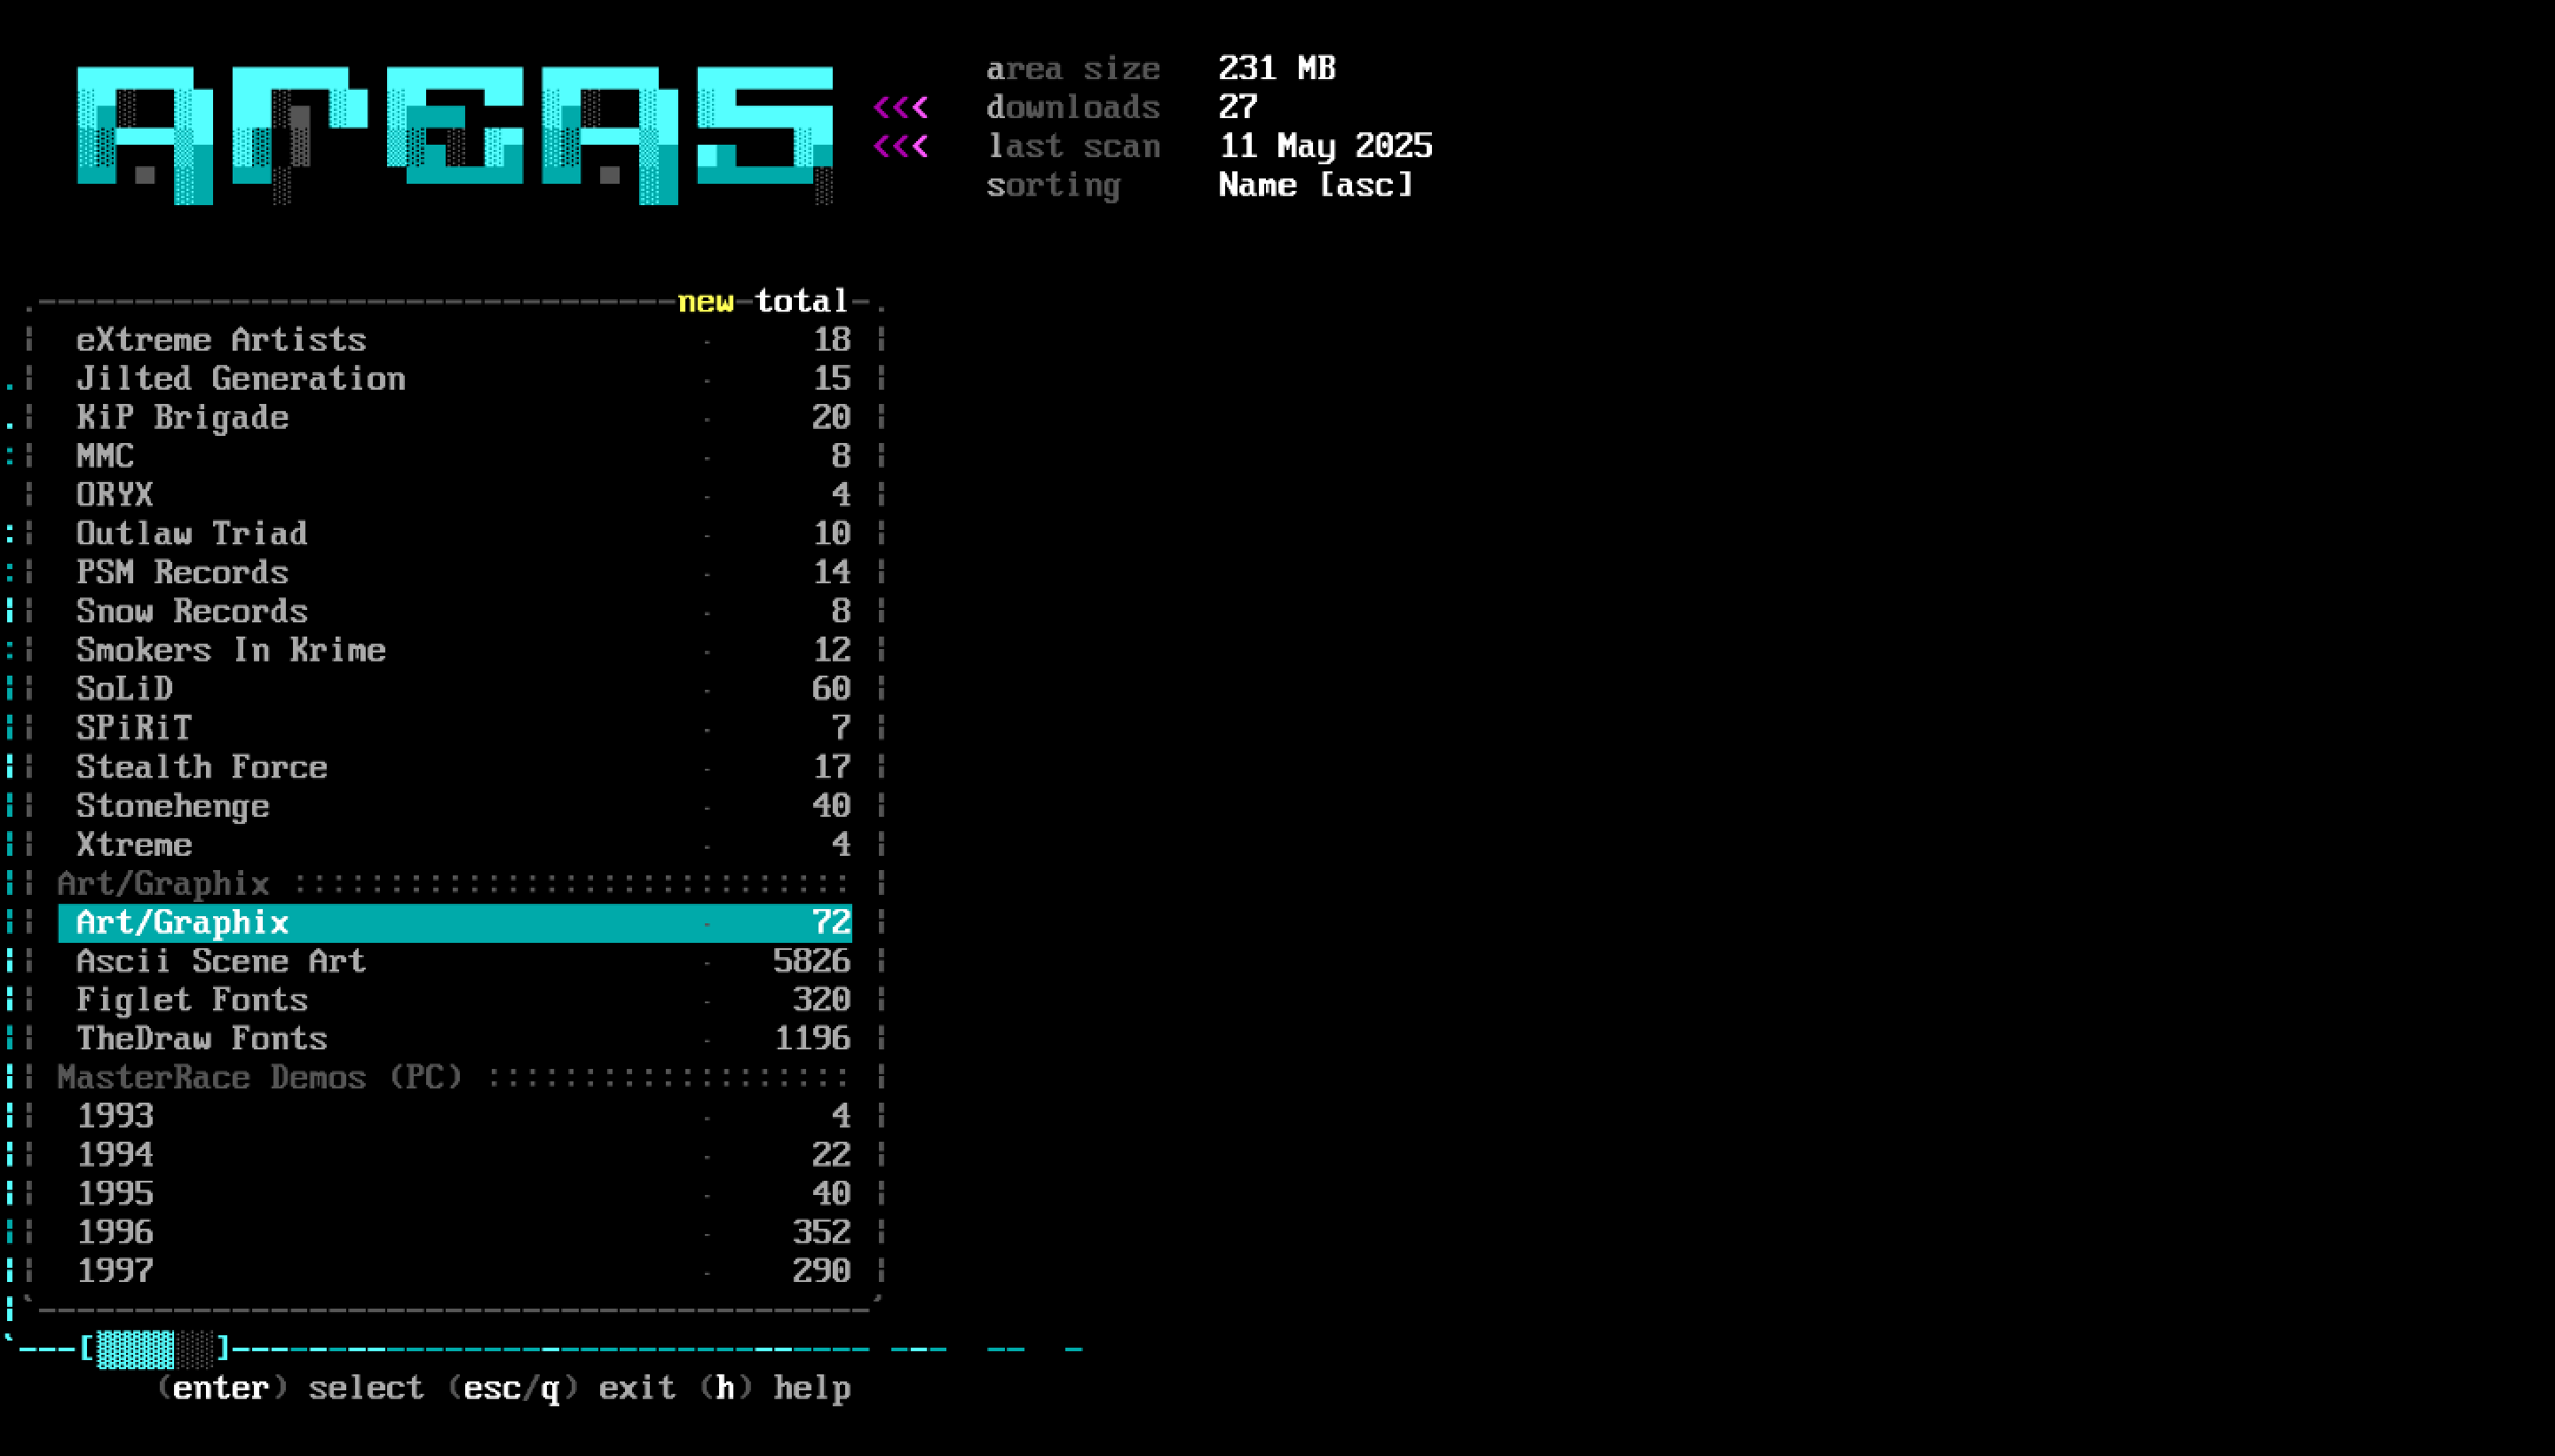 AREAS
area size 231 MB
<<< downloads 27
<<< last scan 11 May 2025
sorting Name [asc]
new total
eXtreme Artists - 18
Jilted Generation - 15
KiP Brigade - 20
MMC - 8
ORYX - 4
Outlaw Triad - 10
PSM Records - 14
Snow Records - 8
Smokers In Krime - 12
SoLiD - 60
SPiRiT - 7
Stealth Force - 17
Stonehenge - 40
Xtreme - 4
Art/Graphix :::::::::::::::::::::::::::::
Art/Graphix - 72
Ascii Scene Art - 5826
Figlet Fonts - 320
TheDraw Fonts - 1196
MasterRace Demos (PC) :::::::::::::::::::
1993 - 4
1994 - 22
1995 - 40
1996 - 352
1997 - 290
(enter) select (esc/q) exit (h) help